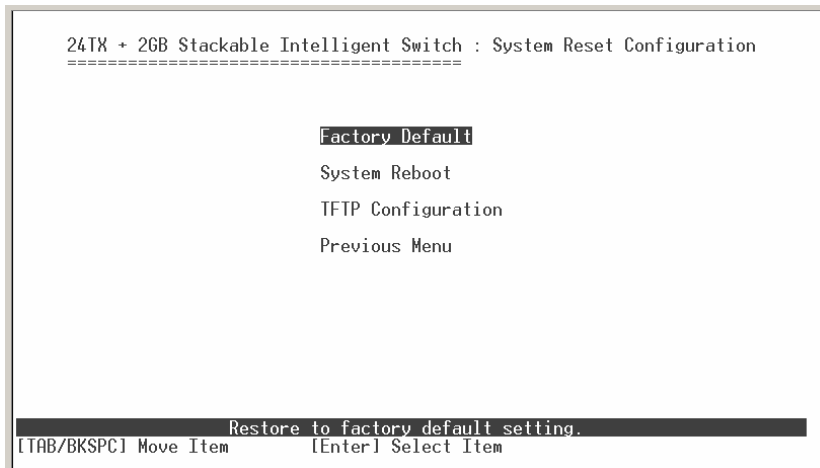 24TX + 2GB Stackable Intelligent Switch : System Reset Configuration
=======================================
Factory Default
System Reboot
TFTP Configuration
Previous Menu
Restore to factory default setting.
[TAB/BKSPC] Move Item [Enter] Select Item